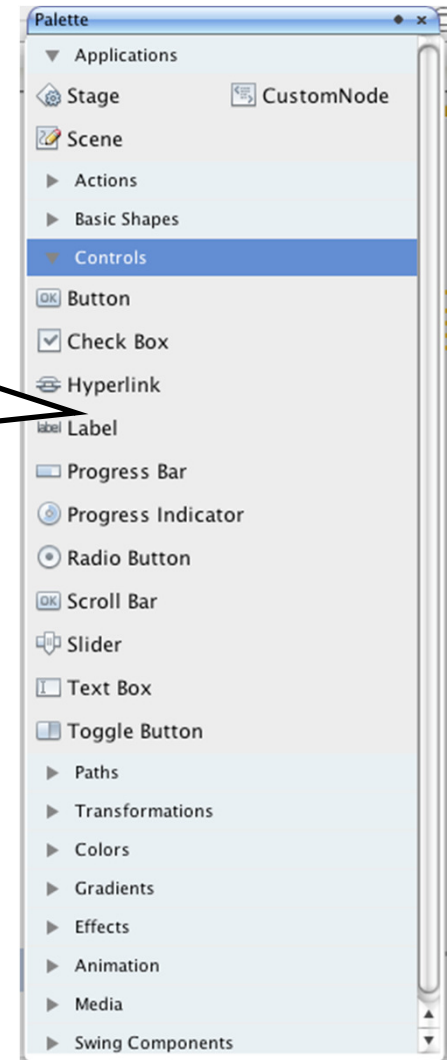 Palette
Applications
Stage CustomNode
Scene
Actions
Basic Shapes
Controls
OK Button
Check Box
Hyperlink
label Label
Progress Bar
Progress Indicator
Radio Button
OK Scroll Bar
Slider
Text Box
Toggle Button
Paths
Transformations
Colors
Gradients
Effects
Animation
Media
Swing Components